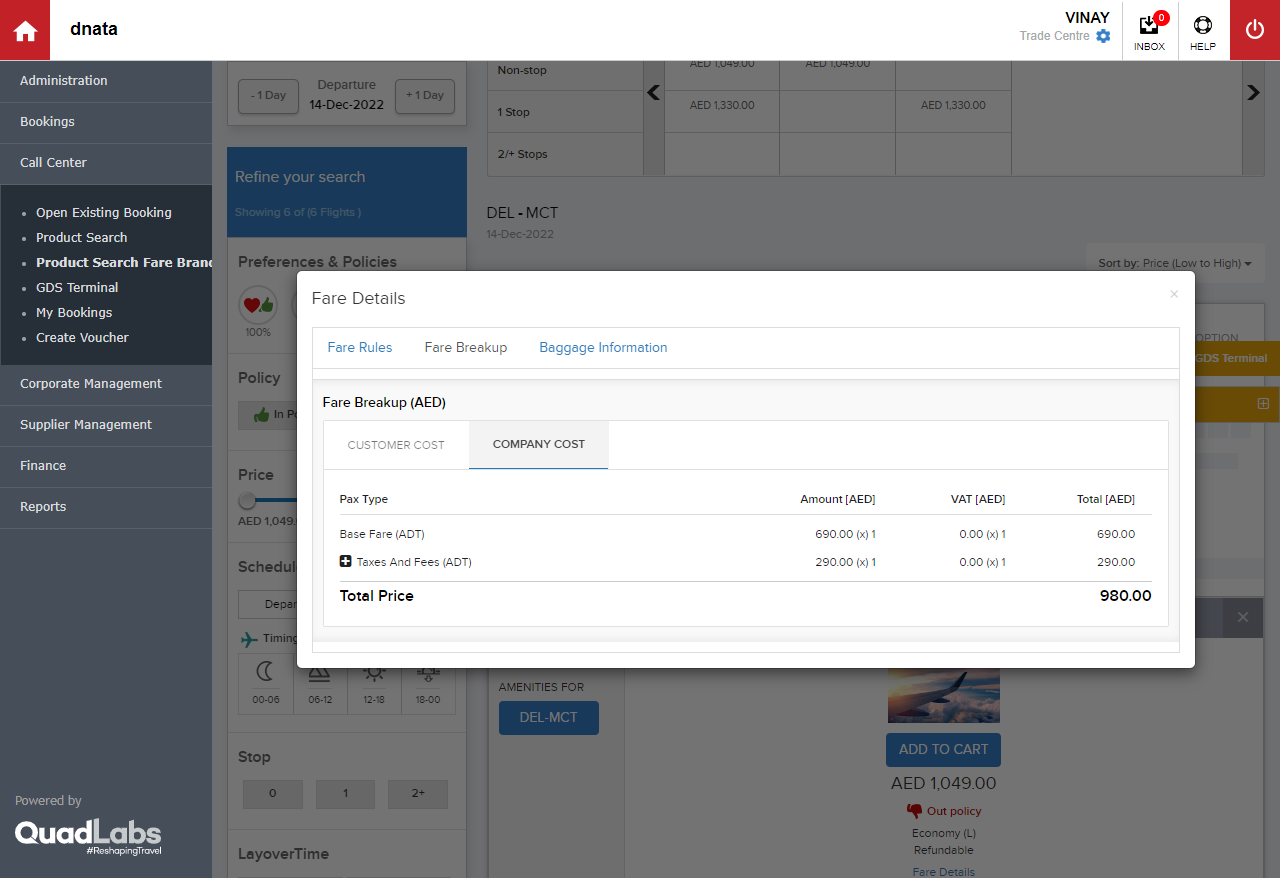 dnata
VINAY
Trade Centre
0
INBOX
HELP
Administration
Bookings
Call Center
Open Existing Booking
Product Search
Product Search Fare Bran
GDS Terminal
My Bookings
Create Voucher
Corporate Management
Supplier Management
Finance
Reports
Powered by
QuadLabs
#ReshapingTravel
- 1 Day
Departure
14-Dec-2022
+ 1 Day
Refine your search
Showing 6 of (6 Flights )
Preferences & Policies
100%
Policy
In Po
Price
AED 1,049.
Schedul
Depar
Timing
00-06
06-12
12-18
18-00
Stop
0
1
2+
LayoverTime
Non-stop
AED 1,049.00
AED 1,049.00
1 Stop
AED 1,330.00
AED 1,330.00
2/+ Stops
DEL - MCT
14-Dec-2022
Sort by: Price (Low to High)
OPTION
GDS Terminal
Fare Details
×
Fare Rules
Fare Breakup
Baggage Information
Fare Breakup (AED)
CUSTOMER COST
COMPANY COST
Pax Type Amount [AED] VAT [AED] Total [AED]
Base Fare (ADT) 690.00 (x) 1 0.00 (x) 1 690.00
Taxes And Fees (ADT) 290.00 (x) 1 0.00 (x) 1 290.00
Total Price 980.00
AMENITIES FOR
DEL-MCT
ADD TO CART
AED 1,049.00
Out policy
Economy (L)
Refundable
Fare Details